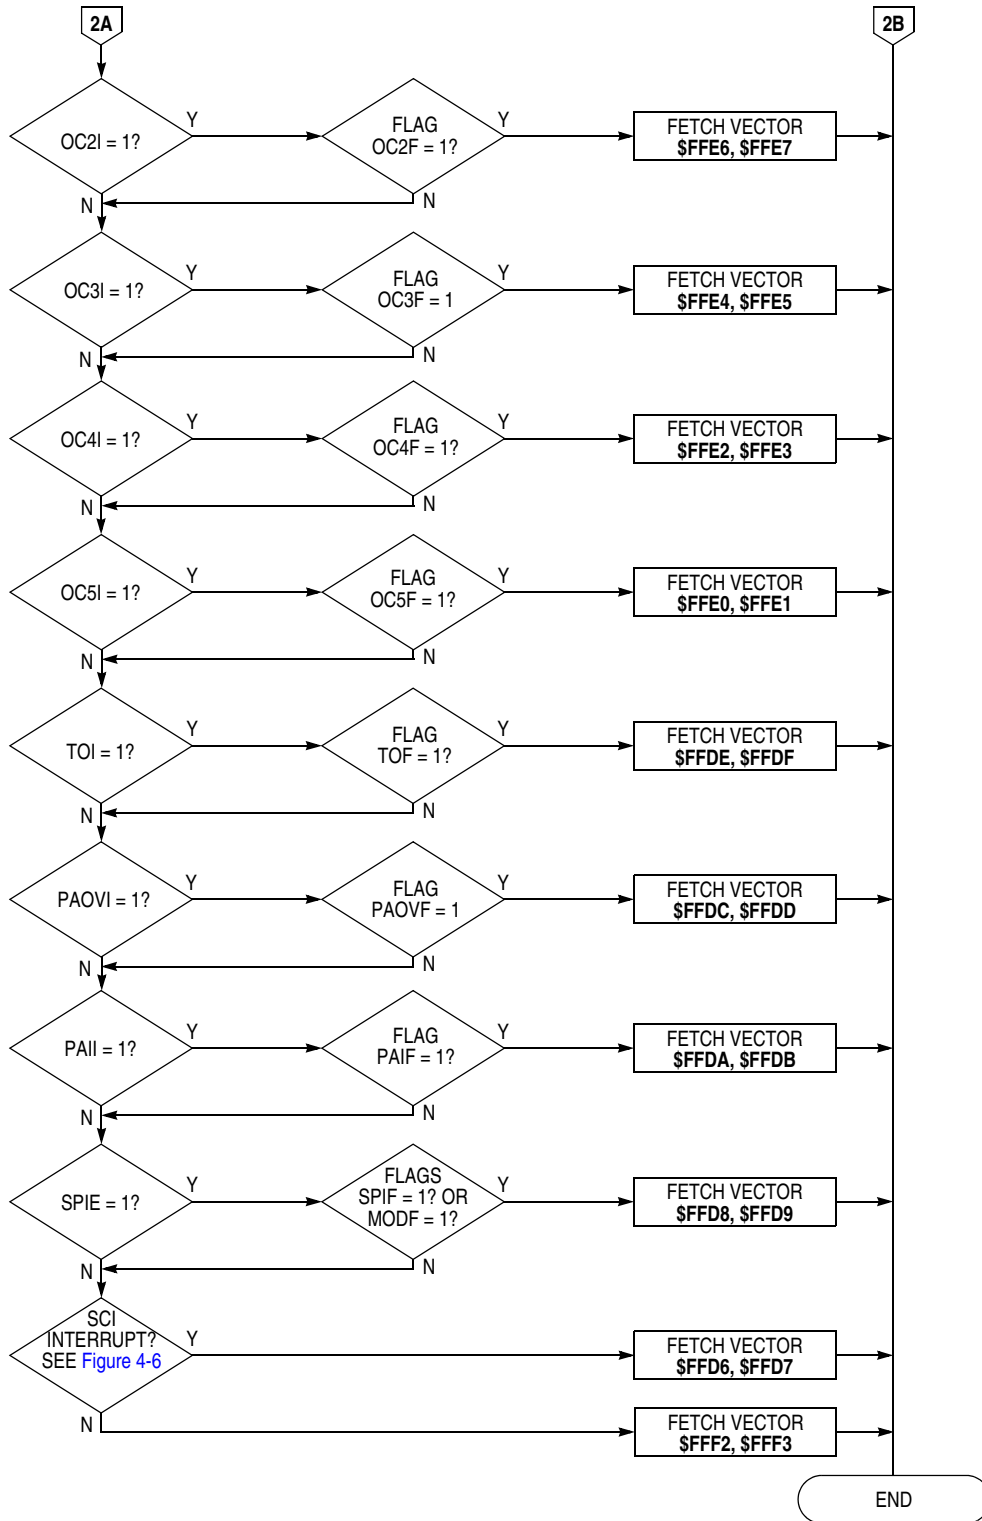 2A
2B
OC2I = 1?
Y
FLAG
OC2F = 1?
Y
FETCH VECTOR
$FFE6, $FFE7
N
N
OC3I = 1?
Y
FLAG
OC3F = 1
Y
FETCH VECTOR
$FFE4, $FFE5
N
N
OC4I = 1?
Y
FLAG
OC4F = 1?
Y
FETCH VECTOR
$FFE2, $FFE3
N
N
OC5I = 1?
Y
FLAG
OC5F = 1?
Y
FETCH VECTOR
$FFE0, $FFE1
N
N
TOI = 1?
Y
FLAG
TOF = 1?
Y
FETCH VECTOR
$FFDE, $FFDF
N
N
PAOVI = 1?
Y
FLAG
PAOVF = 1
Y
FETCH VECTOR
$FFDC, $FFDD
N
N
PAII = 1?
Y
FLAG
PAIF = 1?
Y
FETCH VECTOR
$FFDA, $FFDB
N
N
SPIE = 1?
Y
FLAGS
SPIF = 1? OR
MODF = 1?
Y
FETCH VECTOR
$FFD8, $FFD9
N
N
SCI
INTERRUPT?
SEE Figure 4-6
Y
FETCH VECTOR
$FFD6, $FFD7
N
FETCH VECTOR
$FFF2, $FFF3
END